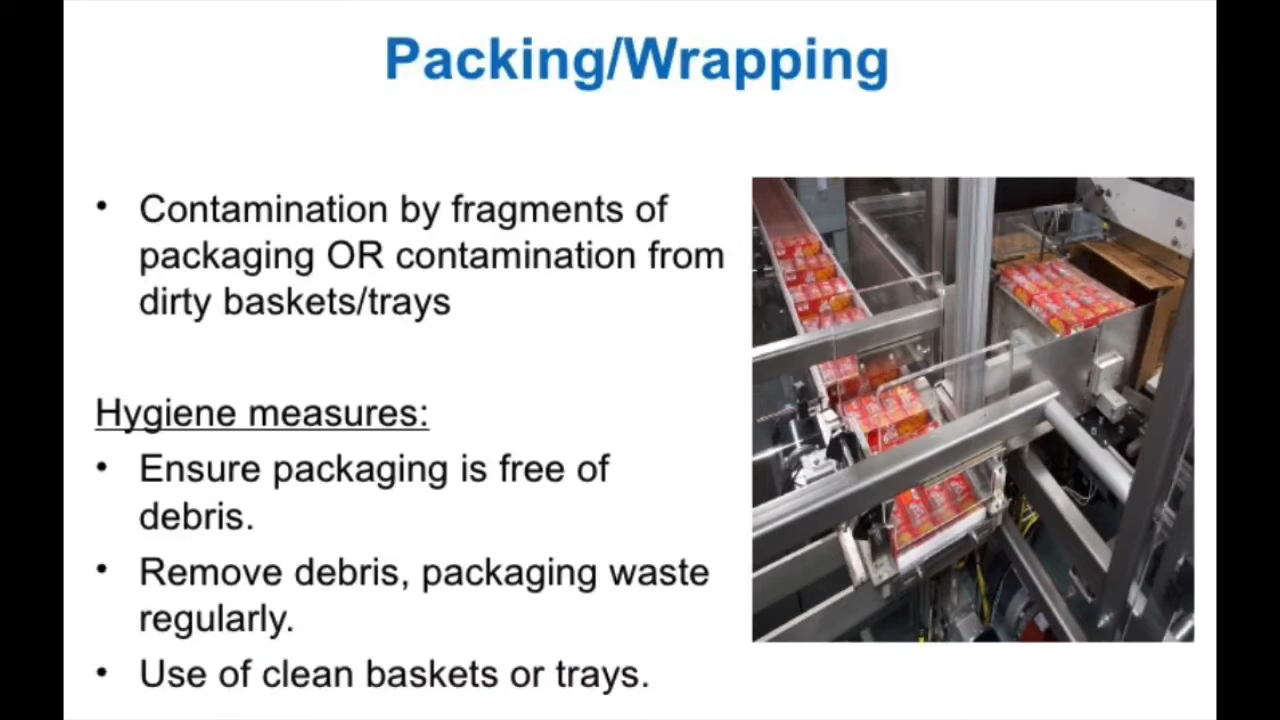 Packing/Wrapping
• Contamination by fragments of
packaging OR contamination from
dirty baskets/trays
Hygiene measures:
• Ensure packaging is free of
debris.
• Remove debris, packaging waste
regularly.
• Use of clean baskets or trays.